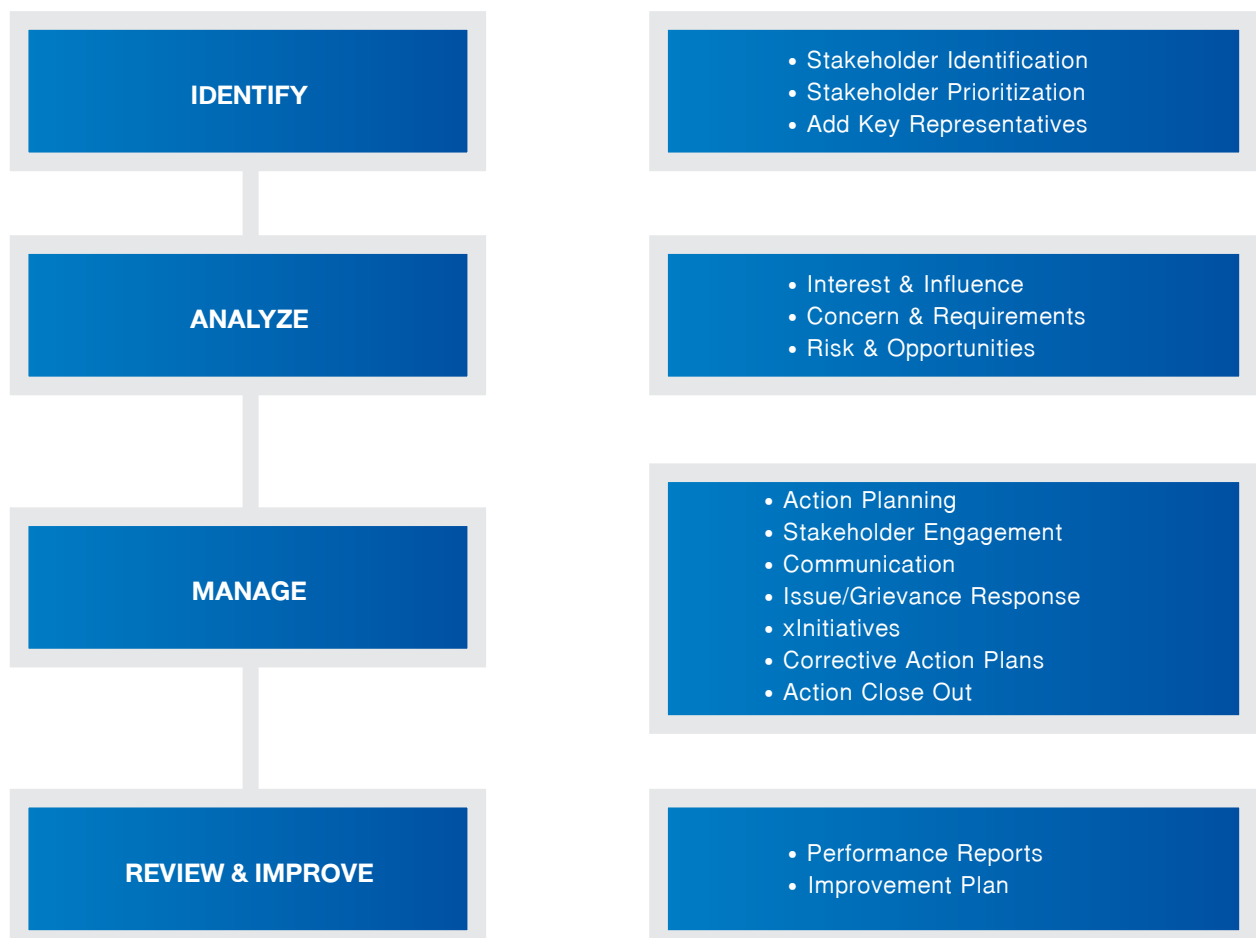 IDENTIFY
• Stakeholder Identification
• Stakeholder Prioritization
• Add Key Representatives
ANALYZE
• Interest & Influence
• Concern & Requirements
• Risk & Opportunities
MANAGE
• Action Planning
• Stakeholder Engagement
• Communication
• Issue/Grievance Response
• xInitiatives
• Corrective Action Plans
• Action Close Out
REVIEW & IMPROVE
• Performance Reports
• Improvement Plan